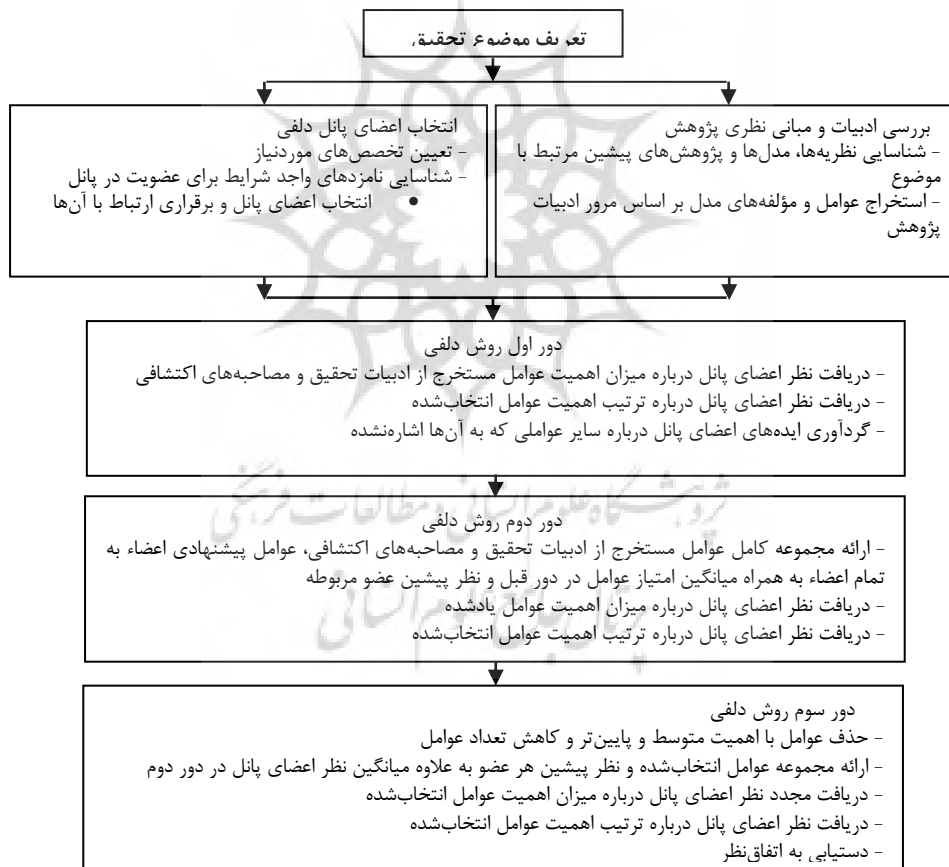 تعریف موضوع تحقیق
بررسی ادبیات و مبانی نظری پژوهش
- شناسایی نظریه‌ها، مدل‌ها و پژوهش‌های پیشین مرتبط با
موضوع
- استخراج عوامل و مؤلفه‌های مدل بر اساس مرور ادبیات
پژوهش
انتخاب اعضای پانل دلفی
- تعیین تخصص‌های موردنیاز
- شناسایی نامزدهای واجد شرایط برای عضویت در پانل
• انتخاب اعضای پانل و برقراری ارتباط با آن‌ها
دور اول روش دلفی
- دریافت نظر اعضای پانل درباره میزان اهمیت عوامل مستخرج از ادبیات تحقیق و مصاحبه‌های اکتشافی
- دریافت نظر اعضای پانل درباره ترتیب اهمیت عوامل انتخاب‌شده
- گردآوری ایده‌های اعضای پانل درباره سایر عواملی که به آن‌ها اشاره‌نشده
پژوهشگاه علوم انسانی و مطالعات فرهنگی
دور دوم روش دلفی
- ارائه مجموعه کامل عوامل مستخرج از ادبیات تحقیق و مصاحبه‌های اکتشافی، عوامل پیشنهادی اعضاء به
تمام اعضاء به همراه میانگین امتیاز عوامل در دور قبل و نظر پیشین عضو مربوطه
- دریافت نظر اعضای پانل درباره میزان اهمیت عوامل یادشده
- دریافت نظر اعضای پانل درباره ترتیب اهمیت عوامل انتخاب‌شده
پرتال جامع علوم انسانی
دور سوم روش دلفی
- حذف عوامل با اهمیت متوسط و پایین‌تر و کاهش تعداد عوامل
- ارائه مجموعه عوامل انتخاب‌شده و نظر پیشین هر عضو به علاوه میانگین نظر اعضای پانل در دور دوم
- دریافت مجدد نظر اعضای پانل درباره میزان اهمیت عوامل انتخاب‌شده
- دریافت نظر اعضای پانل درباره ترتیب اهمیت عوامل انتخاب‌شده
- دستیابی به اتفاق‌نظر